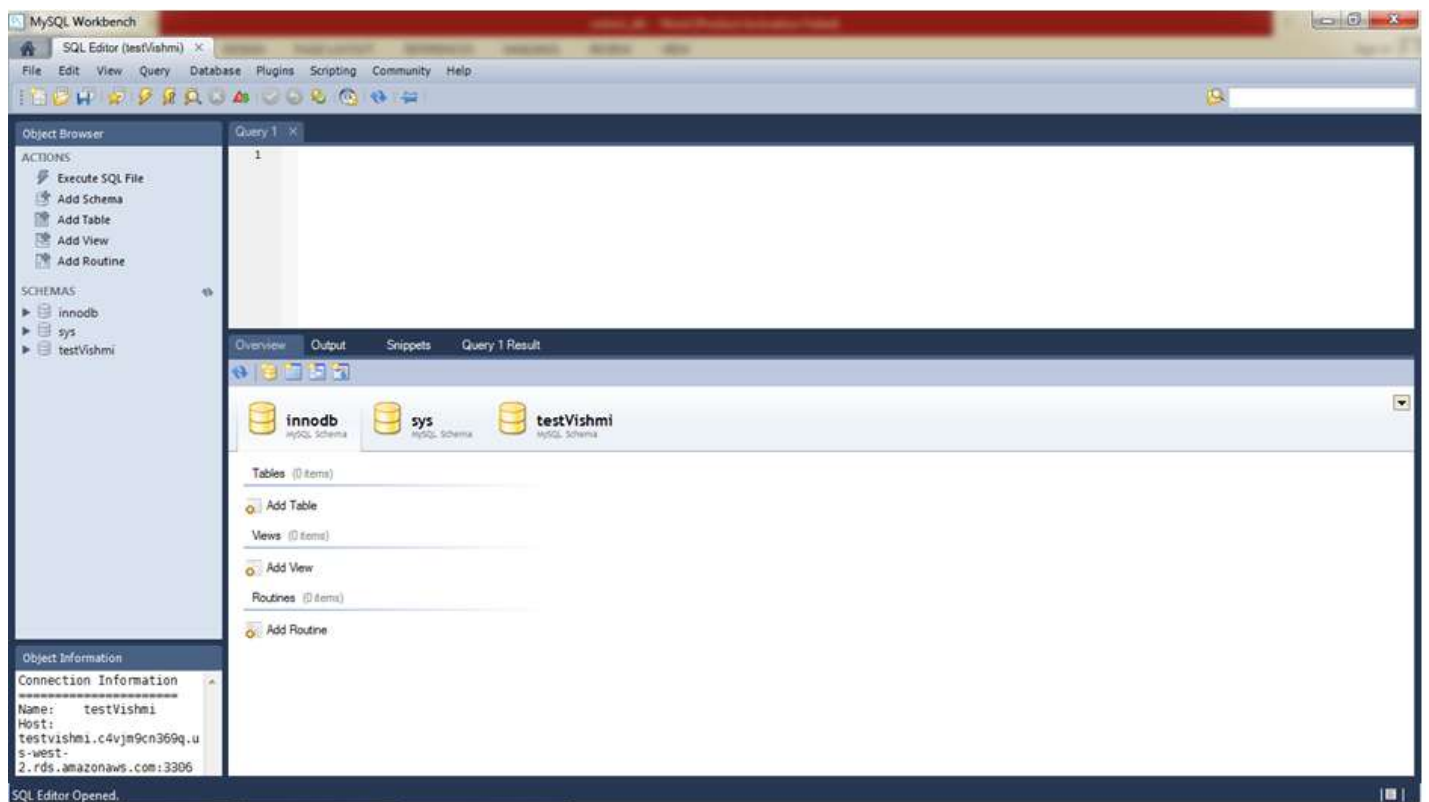 MySQL Workbench
SQL Editor (testVishmi)
File Edit View Query Database Plugins Scripting Community Help
Object Browser
ACTIONS
Execute SQL File
Add Schema
Add Table
Add View
Add Routine
SCHEMAS
innodb
sys
testVishmi
Object Information
Connection Information
======================
Name: testVishmi
Host:
testvishmi.c4vjm9cn369q.u
s-west-
2.rds.amazonaws.com:3306
Query 1
1
Overview Output Snippets Query 1 Result
innodb
MySQL Schema
sys
MySQL Schema
testVishmi
MySQL Schema
Tables (0 items)
Add Table
Views (0 items)
Add View
Routines (0 items)
Add Routine
SQL Editor Opened.